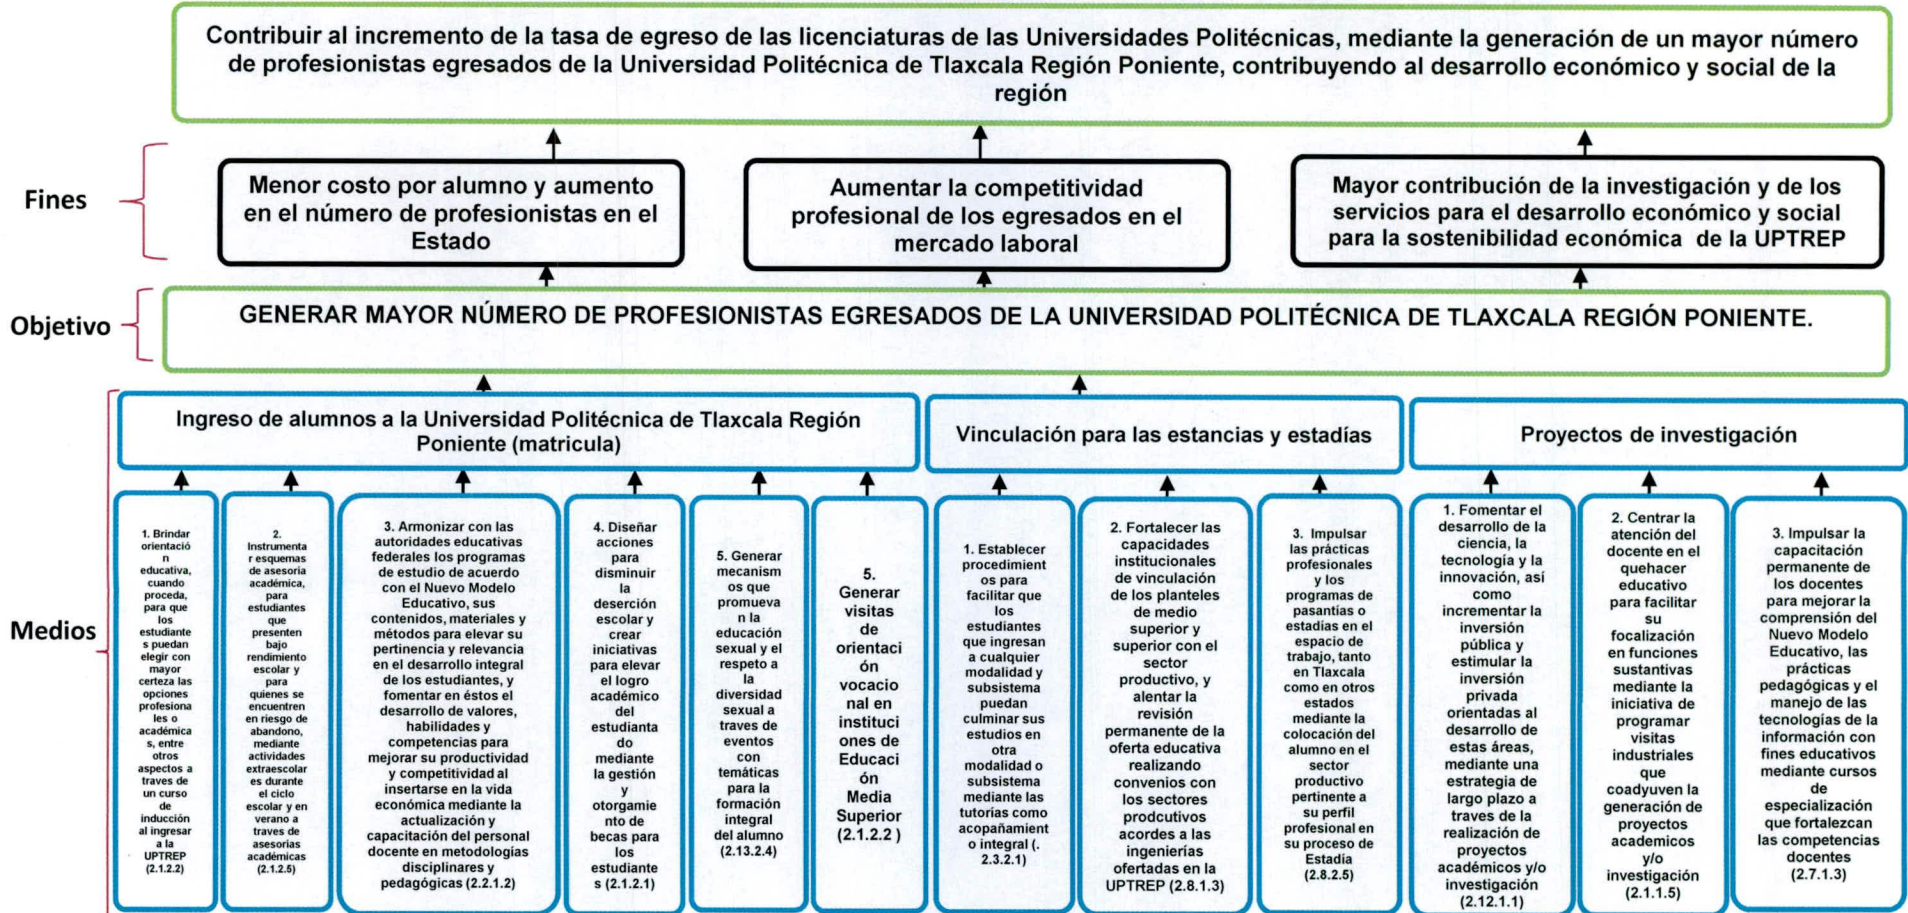 Contribuir al incremento de la tasa de egreso de las licenciaturas de las Universidades Politécnicas, mediante la generación de un mayor número
de profesionistas egresados de la Universidad Politécnica de Tlaxcala Región Poniente, contribuyendo al desarrollo económico y social de la
región
Fines
Menor costo por alumno y aumento
en el número de profesionistas en el
Estado
Aumentar la competitividad
profesional de los egresados en el
mercado laboral
Mayor contribución de la investigación y de los
servicios para el desarrollo económico y social
para la sostenibilidad económica de la UPTREP
Objetivo
GENERAR MAYOR NÚMERO DE PROFESIONISTAS EGRESADOS DE LA UNIVERSIDAD POLITÉCNICA DE TLAXCALA REGIÓN PONIENTE.
Medios
Ingreso de alumnos a la Universidad Politécnica de Tlaxcala Región
Poniente (matricula)
Vinculación para las estancias y estadías
Proyectos de investigación
1. Brindar
orientació
n
educativa,
cuando
proceda,
para que
los
estudiante
s puedan
elegir con
mayor
certeza las
opciones
profesiona
les o
académica
s, entre
otros
aspectos a
traves de
un curso
de
inducción
al ingresar
a la
UPTREP
(2.1.2.2)
2.
Instrumenta
r esquemas
de asesoría
académica,
para
estudiantes
que
presenten
bajo
rendimiento
escolar y
para
quienes se
encuentren
en riesgo de
abandono,
mediante
actividades
extraescolar
es durante
el ciclo
escolar y en
verano a
traves de
asesorías
académicas
(2.1.2.5)
3. Armonizar con las
autoridades educativas
federales los programas
de estudio de acuerdo
con el Nuevo Modelo
Educativo, sus
contenidos, materiales y
métodos para elevar su
pertinencia y relevancia
en el desarrollo integral
de los estudiantes, y
fomentar en éstos el
desarrollo de valores,
habilidades y
competencias para
mejorar su productividad
y competitividad al
insertarse en la vida
económica mediante la
actualización y
capacitación del personal
docente en metodologías
disciplinares y
pedagógicas (2.2.1.2)
4. Diseñar
acciones
para
disminuir
la
deserción
escolar y
crear
iniciativas
para elevar
el logro
académico
del
estudianta
do
mediante
la gestión
y
otorgamie
nto de
becas para
los
estudiante
s (2.1.2.1)
5. Generar
mecanism
os que
promueva
n la
educación
sexual y el
respeto a
la
diversidad
sexual a
traves de
eventos
con
temáticas
para la
formación
integral
del alumno
(2.13.2.4)
5.
Generar
visitas
de
orientaci
ón
vocacio
nal en
instituci
ones de
Educaci
ón
Media
Superior
(2.1.2.2 )
1. Establecer
procedimient
os para
facilitar que
los
estudiantes
que ingresan
a cualquier
modalidad y
subsistema
puedan
culminar sus
estudios en
otra
modalidad o
subsistema
mediante las
tutorías como
acopañamient
o integral (.
2.3.2.1)
2. Fortalecer las
capacidades
institucionales
de vinculación
de los planteles
de medio
superior y
superior con el
sector
productivo, y
alentar la
revisión
permanente de la
oferta educativa
realizando
convenios con
los sectores
prodcutivos
acordes a las
ingenierías
ofertadas en la
UPTREP (2.8.1.3)
3. Impulsar
las prácticas
profesionales
y los
programas de
pasantías o
estadías en el
espacio de
trabajo, tanto
en Tlaxcala
como en otros
estados
mediante la
colocación del
alumno en el
sector
productivo
pertinente a
su perfil
profesional en
su proceso de
Estadía
(2.8.2.5)
1. Fomentar el
desarrollo de la
ciencia, la
tecnología y la
innovación, así
como
incrementar la
inversión
pública y
estimular la
inversión
privada
orientadas al
desarrollo de
estas áreas,
mediante una
estrategia de
largo plazo a
traves de la
realización de
proyectos
académicos y/o
investigación
(2.12.1.1)
2. Centrar la
atención del
docente en el
quehacer
educativo
para facilitar
su
focalización
en funciones
sustantivas
mediante la
iniciativa de
programar
visitas
industriales
que
coadyuven la
generación de
proyectos
academicos
y/o
investigación
(2.1.1.5)
3. Impulsar la
capacitación
permanente de
los docentes
para mejorar la
comprensión del
Nuevo Modelo
Educativo, las
prácticas
pedagógicas y el
manejo de las
tecnologías de la
información con
fines educativos
mediante cursos
de
especialización
que fortalezcan
las competencias
docentes
(2.7.1.3)